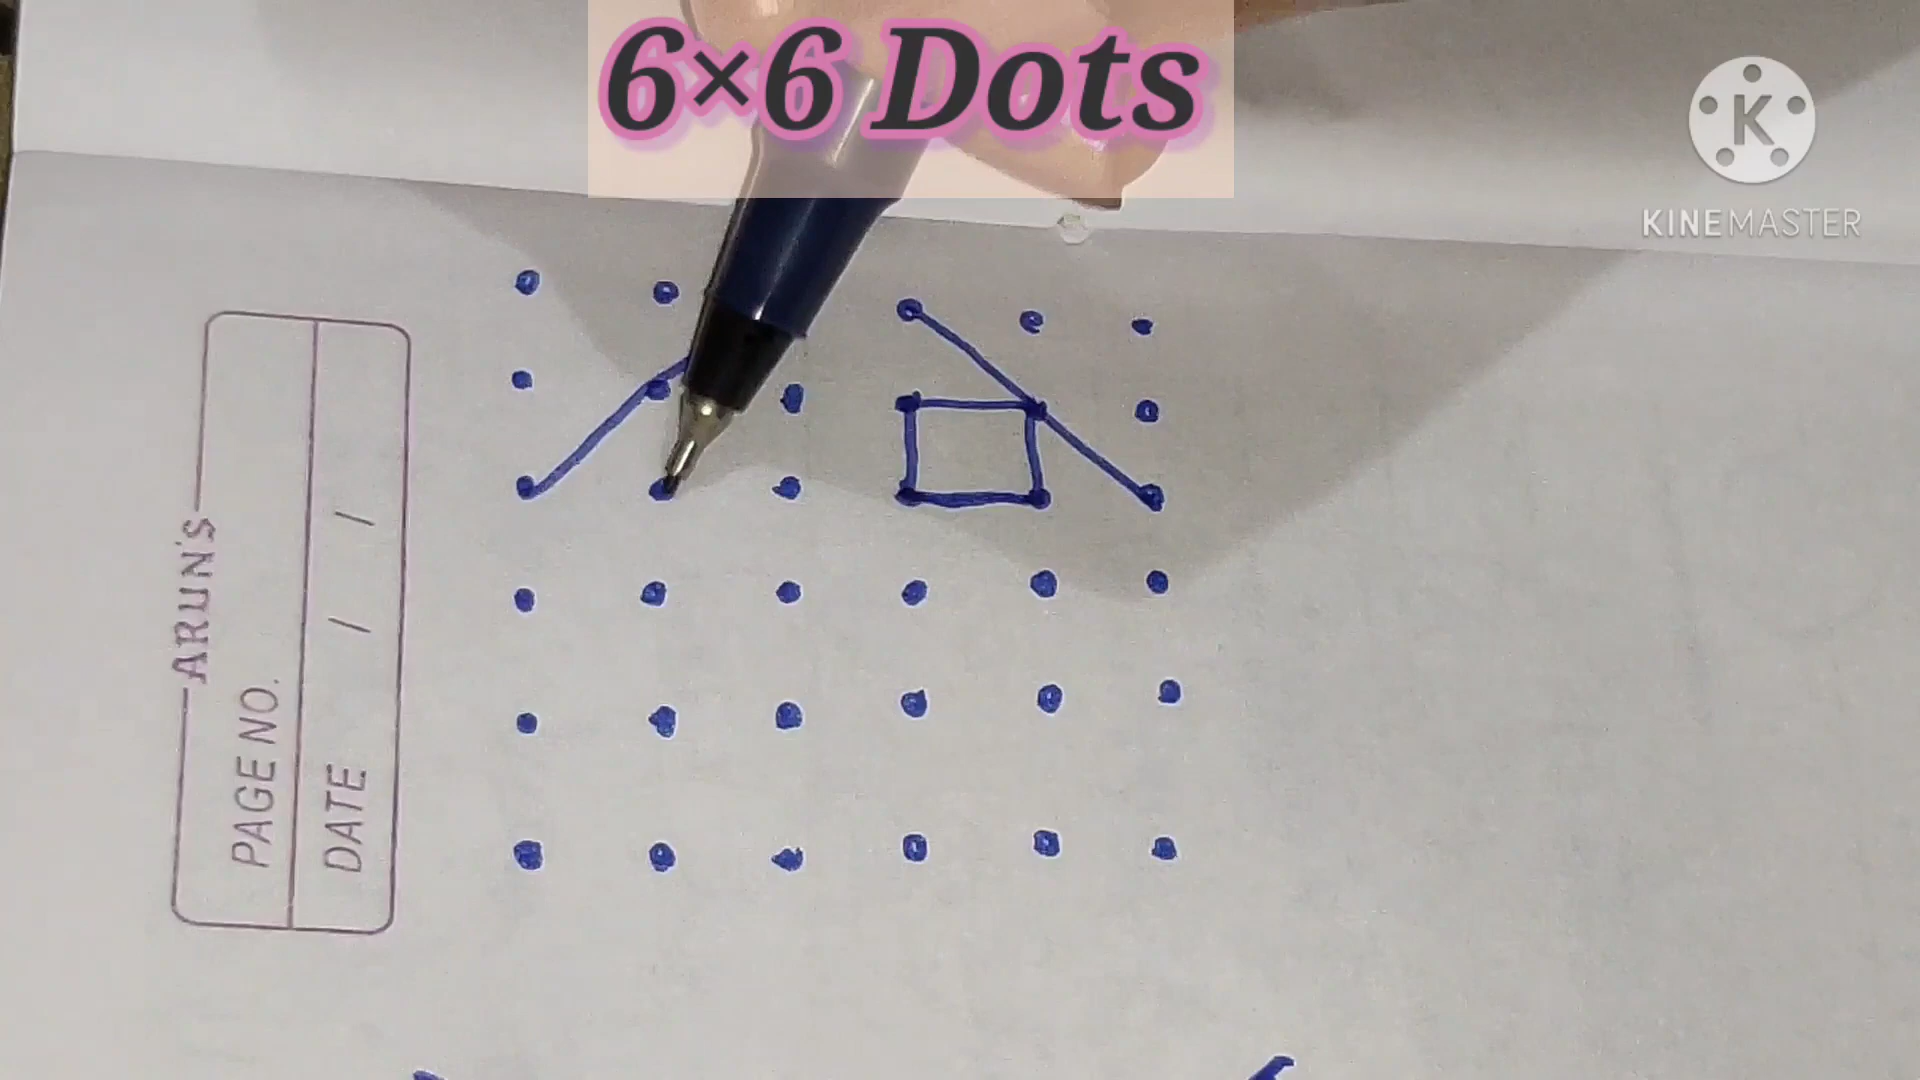 6×6 Dots
K
KINEMASTER
ARUN'S
PAGE NO.
DATE / /